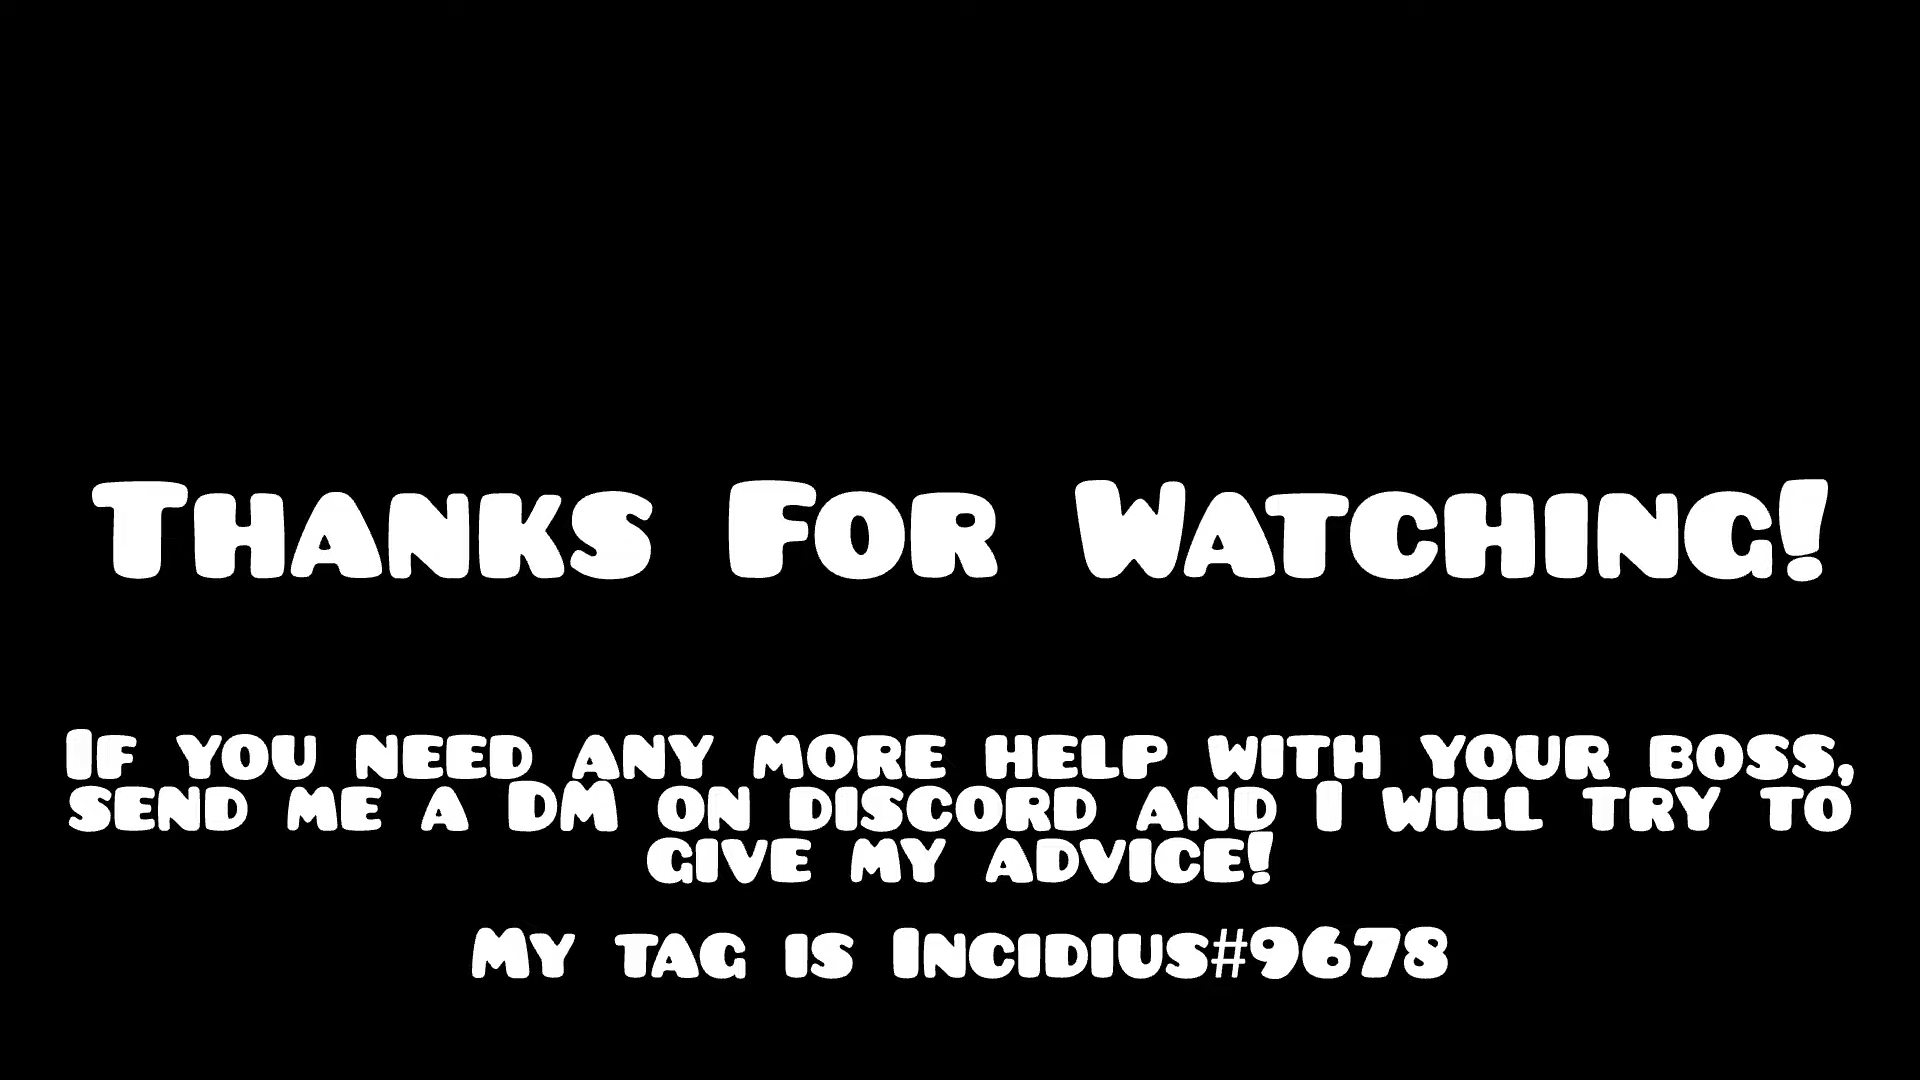 Thanks For Watching!
If you need any more help with your boss,
send me a DM on discord and I will try to
give my advice!
My tag is Incidius#9678